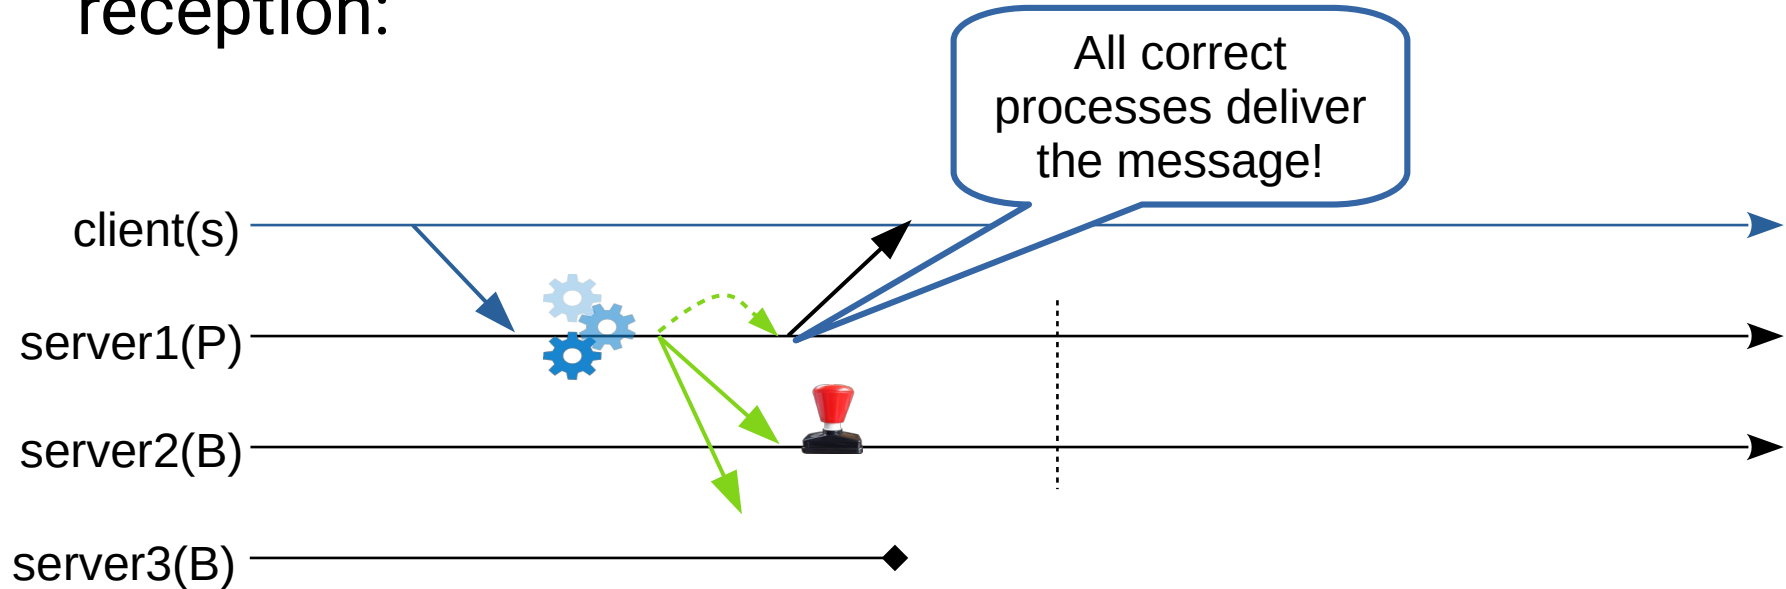 reception:
All correct
processes deliver
the message!
client(s)
server1(P)
server2(B)
server3(B)